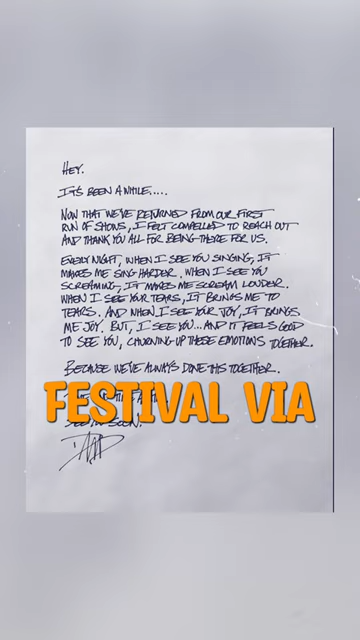 HEY.
IT'S BEEN A WHILE....
NOW THAT WE'VE RETURNED FROM OUR FIRST
RUN OF SHOWS, I FELT COMPELLED TO REACH OUT
AND THANK YOU ALL FOR BEING THERE FOR US.
EVERY NIGHT, WHEN I SEE YOU SINGING, IT
MAKES ME SING HARDER. WHEN I SEE YOU
SCREAMING, IT MAKES ME SCREAM LOUDER.
WHEN I SEE YOUR TEARS, IT BRINGS ME TO
TEARS. AND WHEN I SEE YOUR JOY, IT BRINGS
ME JOY. BUT, I SEE YOU... AND IT FEELS GOOD
TO SEE YOU, CHURNING UP THESE EMOTIONS TOGETHER.
BECAUSE WE'VE ALWAYS DONE THIS TOGETHER.
FESTIVAL VIA
SOON.